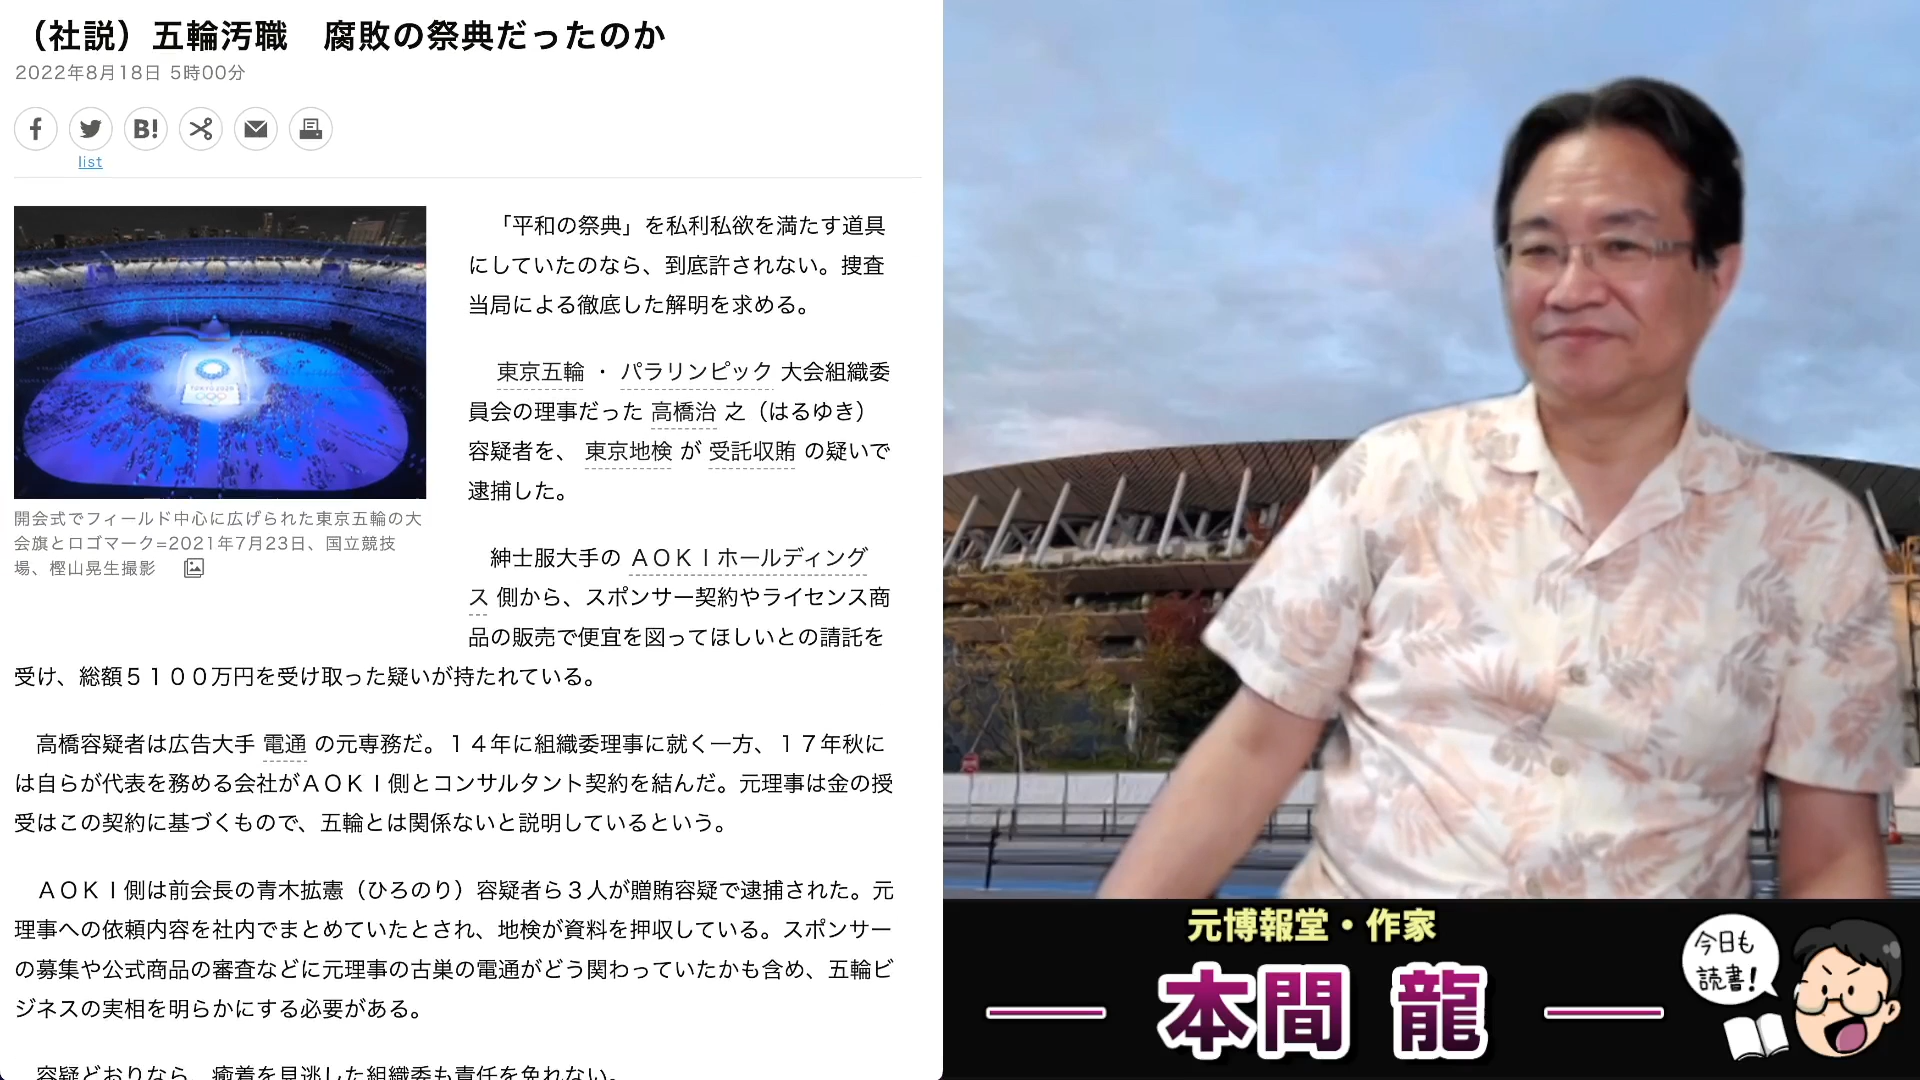 （社説）五輪汚職　腐敗の祭典だったのか
2022年8月18日 5時00分
B!
list
「平和の祭典」を私利私欲を満たす道具
にしていたのなら、到底許されない。捜査
当局による徹底した解明を求める。
東京五輪 ・ パラリンピック 大会組織委
員会の理事だった 高橋治 之（はるゆき）
容疑者を、 東京地検 が 受託収賄 の疑いで
逮捕した。
紳士服大手の ＡＯＫＩホールディング
ス 側から、スポンサー契約やライセンス商
品の販売で便宜を図ってほしいとの請託を
受け、総額５１００万円を受け取った疑いが持たれている。
TOKYO 2020
開会式でフィールド中心に広げられた東京五輪の大
会旗とロゴマーク=2021年7月23日、国立競技
場、樫山晃生撮影
高橋容疑者は広告大手 電通 の元専務だ。１４年に組織委理事に就く一方、１７年秋に
は自らが代表を務める会社がＡＯＫＩ側とコンサルタント契約を結んだ。元理事は金の授
受はこの契約に基づくもので、五輪とは関係ないと説明しているという。
ＡＯＫＩ側は前会長の青木拡憲（ひろのり）容疑者ら３人が贈賄容疑で逮捕された。元
理事への依頼内容を社内でまとめていたとされ、地検が資料を押収している。スポンサー
の募集や公式商品の審査などに元理事の古巣の電通がどう関わっていたかも含め、五輪ビ
ジネスの実相を明らかにする必要がある。
容疑どおりなら、癒着を見逃した組織委も責任を免れない。
元博報堂・作家
本間 龍
今日も
読書！